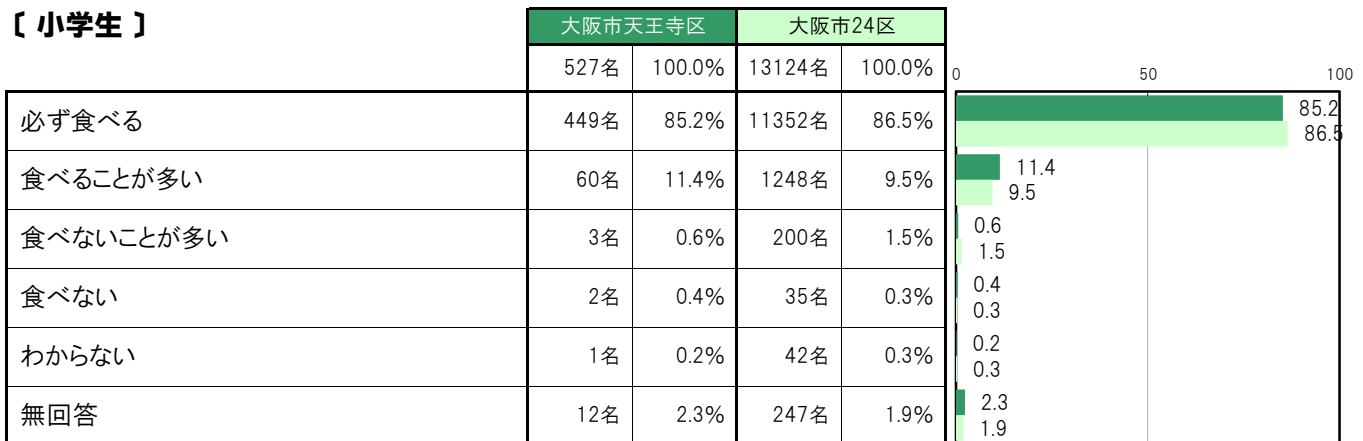 〔 小学生 〕
大阪市天王寺区 大阪市24区
527名 100.0% 13124名 100.0% 0 50 100
必ず食べる 449名 85.2% 11352名 86.5% 85.2
86.5
食べることが多い 60名 11.4% 1248名 9.5% 11.4
9.5
食べないことが多い 3名 0.6% 200名 1.5% 0.6
1.5
食べない 2名 0.4% 35名 0.3% 0.4
0.3
わからない 1名 0.2% 42名 0.3% 0.2
0.3
無回答 12名 2.3% 247名 1.9% 2.3
1.9